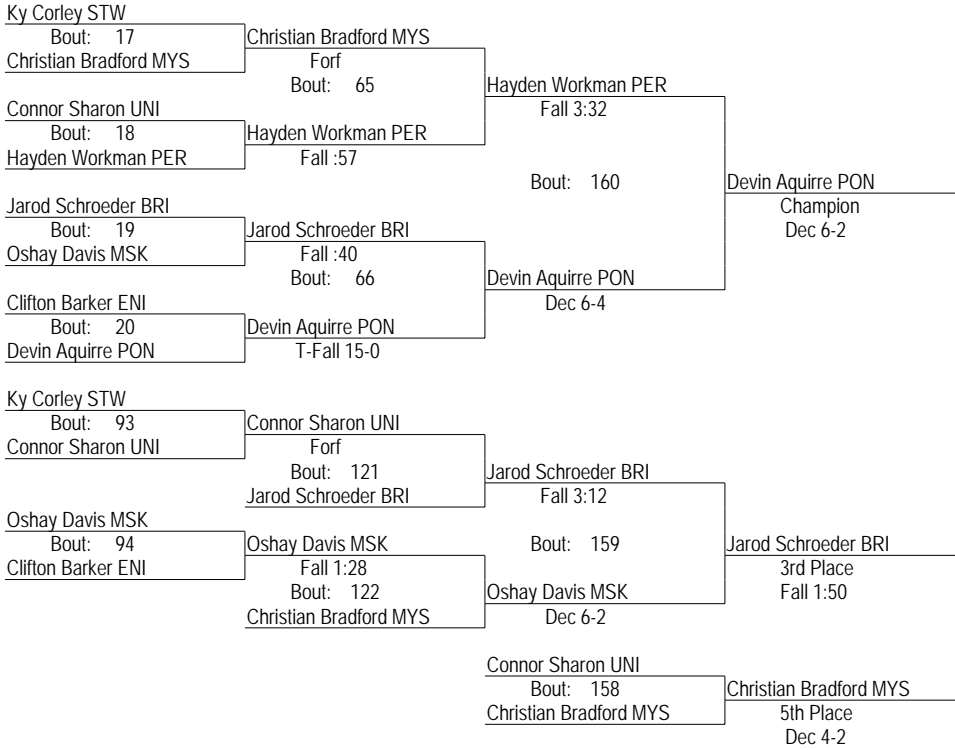 Ky Corley STW
Bout: 17
Christian Bradford MYS
Christian Bradford MYS
Forf
Bout: 65
Hayden Workman PER
Fall 3:32
Connor Sharon UNI
Bout: 18
Hayden Workman PER
Hayden Workman PER
Fall :57
Bout: 160
Devin Aquirre PON
Champion
Dec 6-2
Jarod Schroeder BRI
Bout: 19
Oshay Davis MSK
Jarod Schroeder BRI
Fall :40
Bout: 66
Devin Aquirre PON
Dec 6-4
Clifton Barker ENI
Bout: 20
Devin Aquirre PON
Devin Aquirre PON
T-Fall 15-0
Ky Corley STW
Bout: 93
Connor Sharon UNI
Connor Sharon UNI
Forf
Bout: 121
Jarod Schroeder BRI
Jarod Schroeder BRI
Fall 3:12
Oshay Davis MSK
Bout: 94
Clifton Barker ENI
Oshay Davis MSK
Fall 1:28
Bout: 122
Christian Bradford MYS
Bout: 159
Oshay Davis MSK
Dec 6-2
Jarod Schroeder BRI
3rd Place
Fall 1:50
Connor Sharon UNI
Bout: 158
Christian Bradford MYS
Christian Bradford MYS
5th Place
Dec 4-2